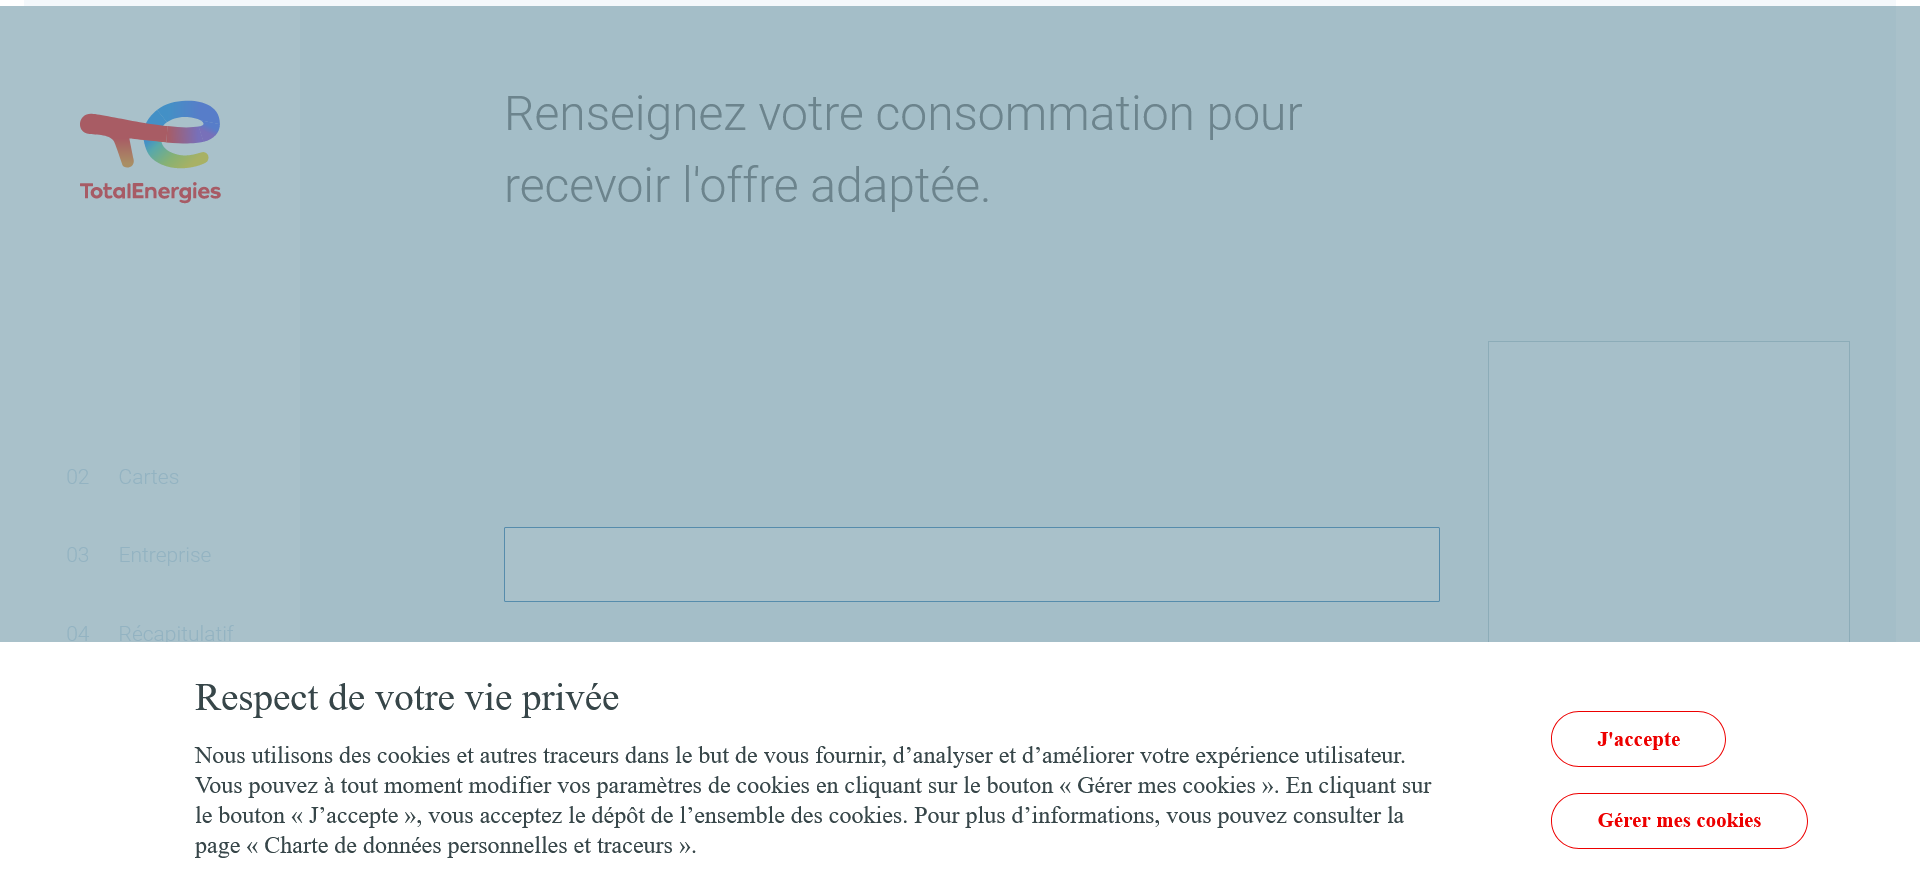 TotalEnergies
Renseignez votre consommation pour
recevoir l'offre adaptée.
02 Cartes
03 Entreprise
04 Récapitulatif
Respect de votre vie privée
Nous utilisons des cookies et autres traceurs dans le but de vous fournir, d’analyser et d’améliorer votre expérience utilisateur.
Vous pouvez à tout moment modifier vos paramètres de cookies en cliquant sur le bouton « Gérer mes cookies ». En cliquant sur
le bouton « J’accepte », vous acceptez le dépôt de l’ensemble des cookies. Pour plus d’informations, vous pouvez consulter la
page « Charte de données personnelles et traceurs ».
J'accepte
Gérer mes cookies